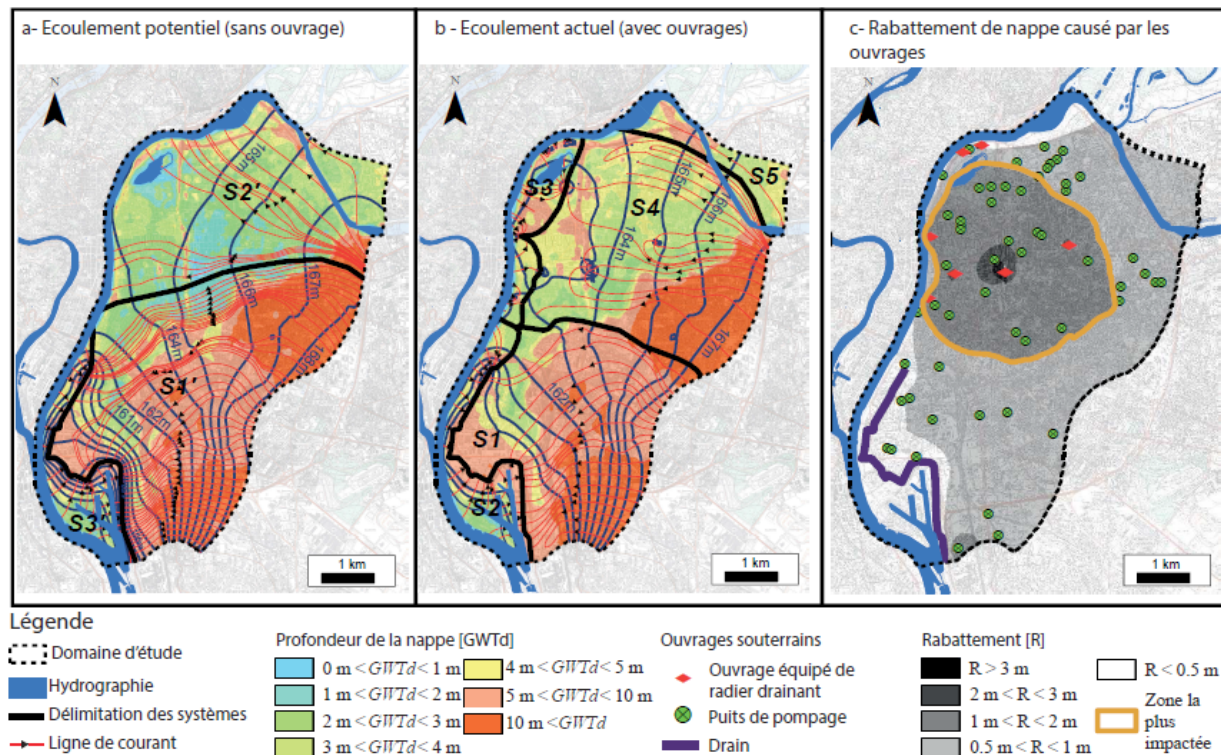 a- Ecoulement potentiel (sans ouvrage)
b - Ecoulement actuel (avec ouvrages)
c- Rabattement de nappe causé par les
ouvrages
N
165m
S2'
167m
166m
164m
168m
S1'
162m
161m
S3'
1 km
N
S3
S4
S5
165m
166m
164m
167m
162m
S1
S2
1 km
N
1 km
Légende
Domaine d'étude
Hydrographie
Délimitation des systèmes
Ligne de courant
Profondeur de la nappe [GWTd]
0 m < GWTd < 1 m
1 m < GWTd < 2 m
2 m < GWTd < 3 m
3 m < GWTd < 4 m
4 m < GWTd < 5 m
5 m < GWTd < 10 m
10 m < GWTd
Ouvrages souterrains
Ouvrage équipé de
radier drainant
Puits de pompage
Drain
Rabattement [R]
R > 3 m
2 m < R < 3 m
1 m < R < 2 m
0.5 m < R < 1 m
R < 0.5 m
Zone la
plus
impactée